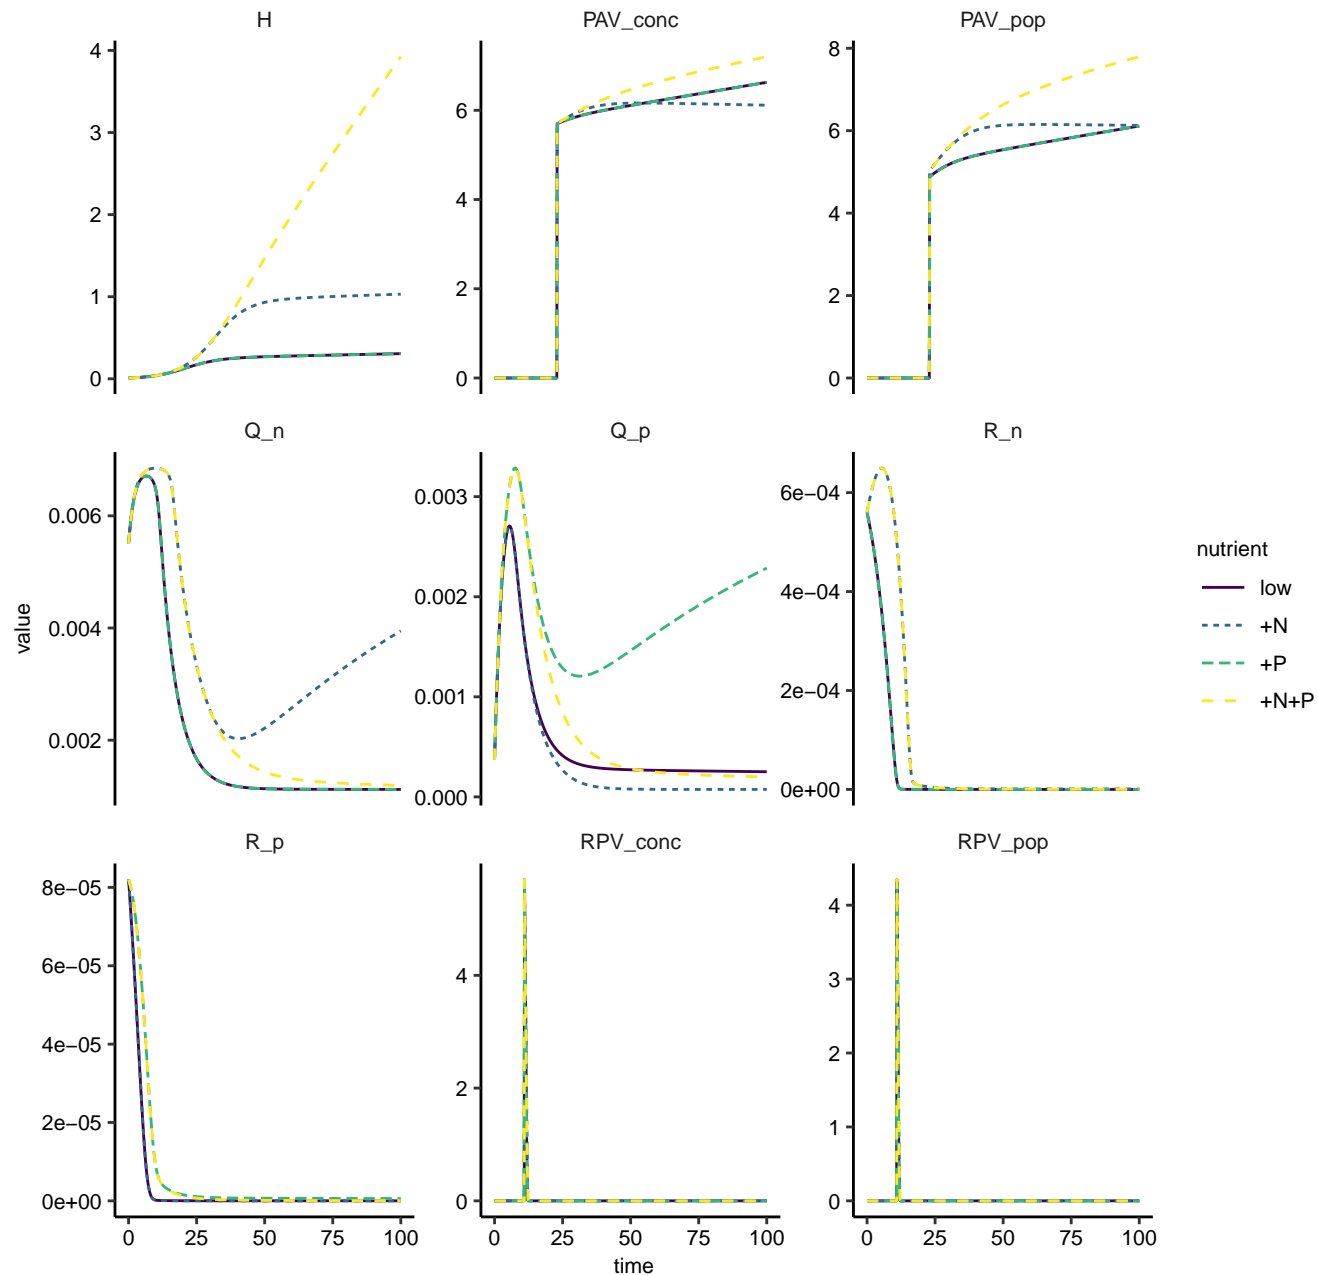 H
PAV_conc
PAV_pop
4
3
2
1
0
6
4
2
0
8
6
4
2
0
Q_n
Q_p
R_n
0.006
0.004
0.002
0.003
0.002
0.001
0.000
6e−04
4e−04
2e−04
0e+00
value
nutrient
low
+N
+P
+N+P
R_p
RPV_conc
RPV_pop
8e−05
6e−05
4e−05
2e−05
0e+00
4
2
0
4
3
2
1
0
0 25 50 75 100
0 25 50 75 100
0 25 50 75 100
time